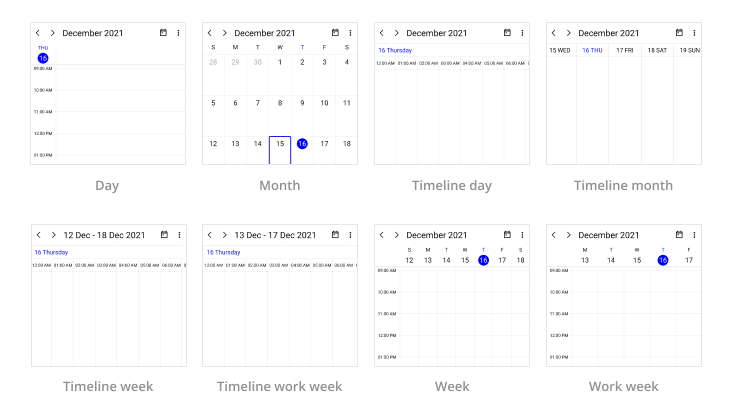 December 2021
THU
16
09:00 AM
10:00 AM
11:00 AM
12:00 PM
01:00 PM
Day
December 2021
S M T W T F S
28 29 30 1 2 3 4
5 6 7 8 9 10 11
12 13 14 15 16 17 18
Month
December 2021
16 Thursday
12:00 AM 01:00 AM 02:00 AM 03:00 AM 04:00 AM 05:00 AM 06:00 AM
Timeline day
December 2021
15 WED 16 THU 17 FRI 18 SAT 19 SUN
Timeline month
12 Dec - 18 Dec 2021
16 Thursday
12:00 AM 01:00 AM 02:00 AM 03:00 AM 04:00 AM 05:00 AM 06:00 AM
Timeline week
13 Dec - 17 Dec 2021
16 Thursday
12:00 AM 01:00 AM 02:00 AM 03:00 AM 04:00 AM 05:00 AM 06:00 AM
Timeline work week
December 2021
S M T W T F S
12 13 14 15 16 17 18
09:00 AM
10:00 AM
11:00 AM
12:00 PM
01:00 PM
Week
December 2021
M T W T F
13 14 15 16 17
09:00 AM
10:00 AM
11:00 AM
12:00 PM
01:00 PM
Work week